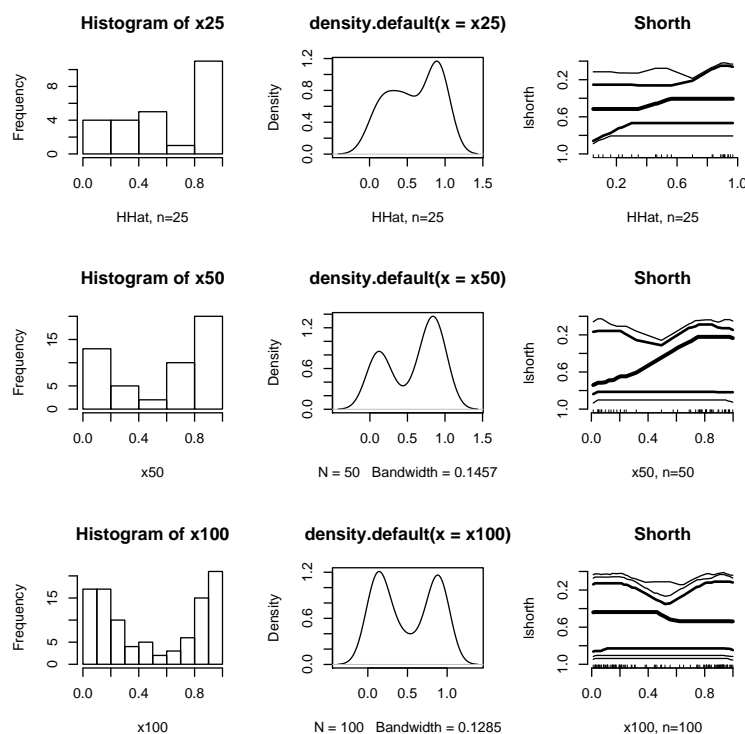 Histogram of x25
Frequency
0 4 8
0.0 0.4 0.8
HHat, n=25
density.default(x = x25)
Density
0.0 0.4 0.8 1.2
0.0 0.5 1.0 1.5
HHat, n=25
Shorth
lshorth
1.0 0.6 0.2
0.2 0.6 1.0
HHat, n=25
Histogram of x50
Frequency
0 5 15
0.0 0.4 0.8
x50
density.default(x = x50)
Density
0.0 0.4 0.8 1.2
0.0 0.5 1.0 1.5
N = 50 Bandwidth = 0.1457
Shorth
lshorth
1.0 0.6 0.2
0.0 0.4 0.8
x50, n=50
Histogram of x100
Frequency
0 5 15
0.0 0.4 0.8
x100
density.default(x = x100)
Density
0.0 0.6 1.2
0.0 0.5 1.0
N = 100 Bandwidth = 0.1285
Shorth
lshorth
1.0 0.6 0.2
0.0 0.4 0.8
x100, n=100